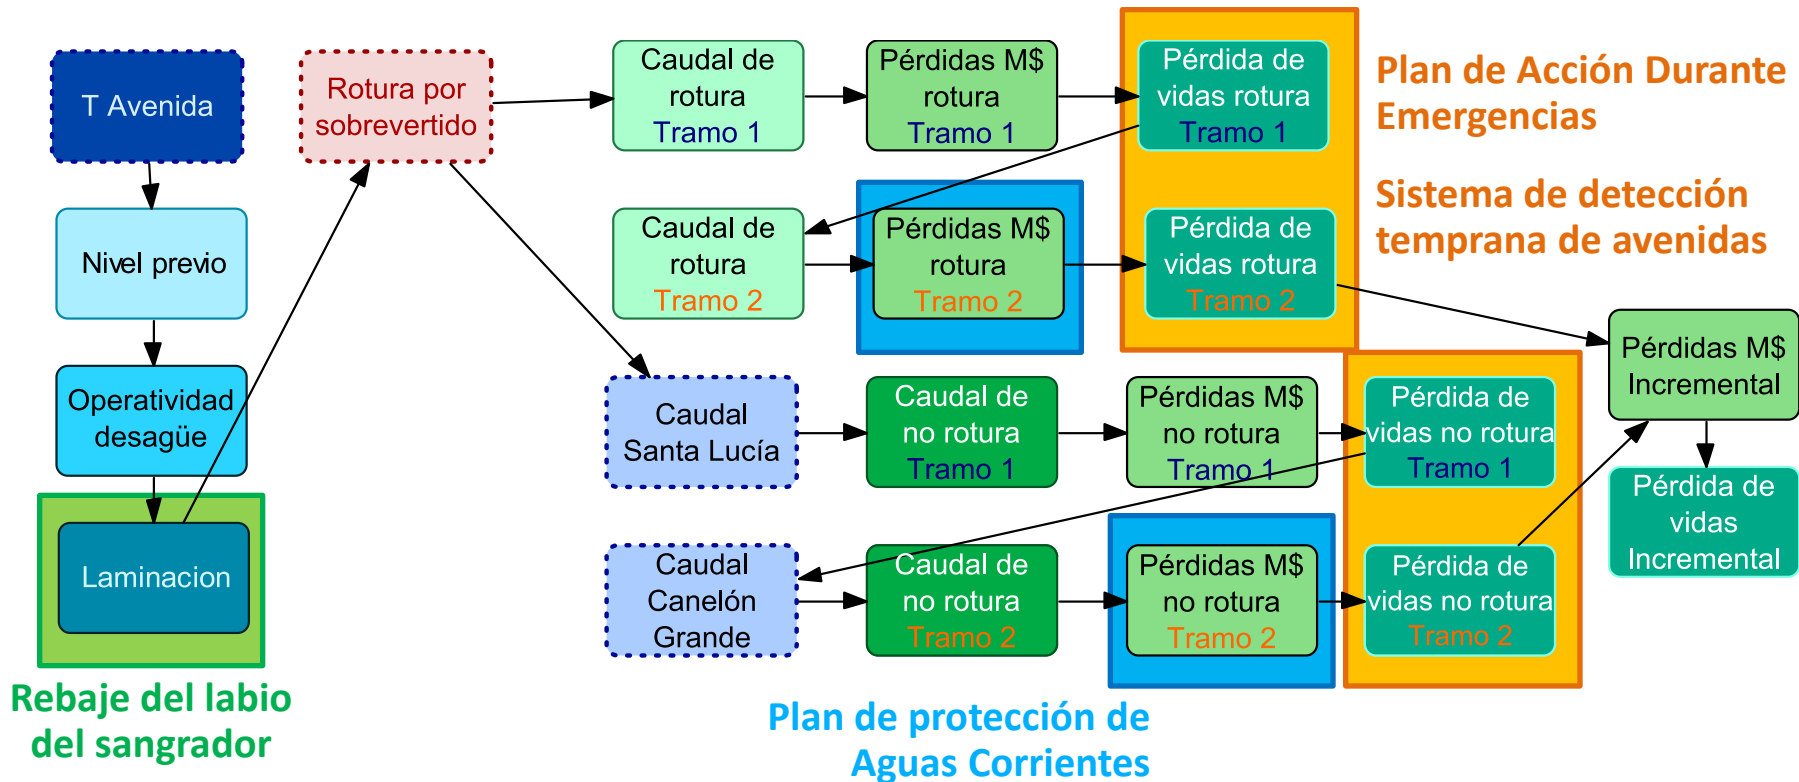 T Avenida
Nivel previo
Operatividad
desagüe
Laminacion
Rebaje del labio
del sangrador
Rotura por
sobrevertido
Caudal de
rotura
Tramo 1
Pérdidas M$
rotura
Tramo 1
Pérdida de
vidas rotura
Tramo 1
Plan de Acción Durante
Emergencias
Sistema de detección
temprana de avenidas
Caudal de
rotura
Tramo 2
Pérdidas M$
rotura
Tramo 2
Pérdida de
vidas rotura
Tramo 2
Caudal
Santa Lucía
Caudal de
no rotura
Tramo 1
Pérdidas M$
no rotura
Tramo 1
Pérdida de
vidas no rotura
Tramo 1
Caudal
Canelón
Grande
Caudal de
no rotura
Tramo 2
Pérdidas M$
no rotura
Tramo 2
Pérdida de
vidas no rotura
Tramo 2
Pérdidas M$
Incremental
Pérdida de
vidas
Incremental
Plan de protección de
Aguas Corrientes